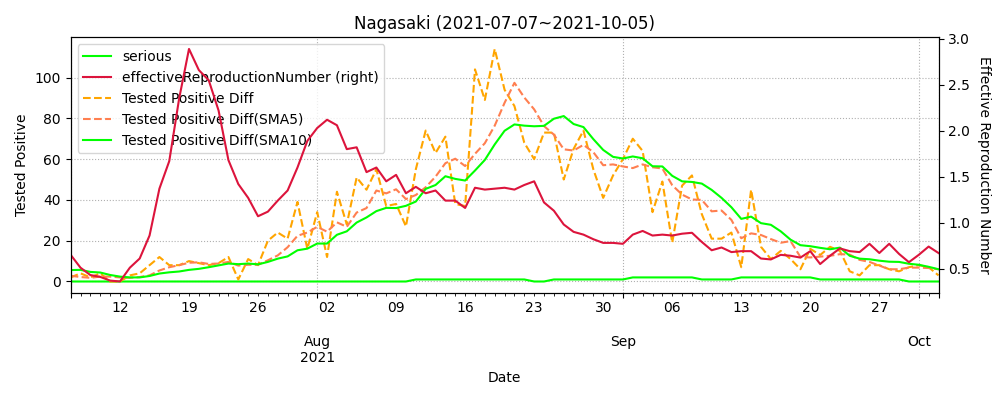 Nagasaki (2021-07-07~2021-10-05)
serious
effectiveReproductionNumber (right)
Tested Positive Diff
Tested Positive Diff(SMA5)
Tested Positive Diff(SMA10)
Tested Positive
0
20
40
60
80
100
Effective Reproduction Number
3.0
2.5
2.0
1.5
1.0
0.5
12 19 26 02 09 16 23 30 06 13 20 27
Aug Sep Oct
2021
Date